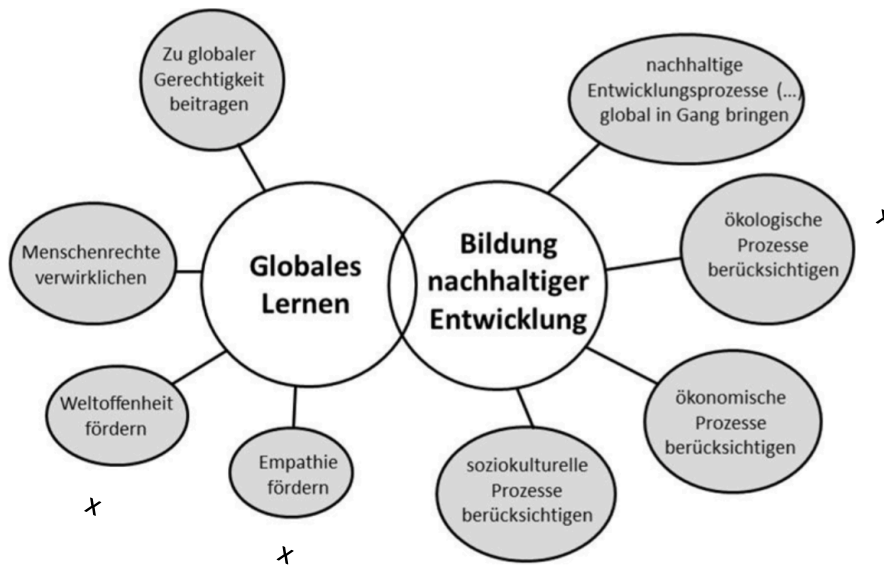 Zu globaler
Gerechtigkeit
beitragen
nachhaltige
Entwicklungsprozesse (...)
global in Gang bringen
Menschenrechte
verwirklichen
Globales
Lernen
Bildung
nachhaltiger
Entwicklung
ökologische
Prozesse
berücksichtigen
x
Weltoffenheit
fördern
x
Empathie
fördern
x
soziokulturelle
Prozesse
berücksichtigen
ökonomische
Prozesse
berücksichtigen